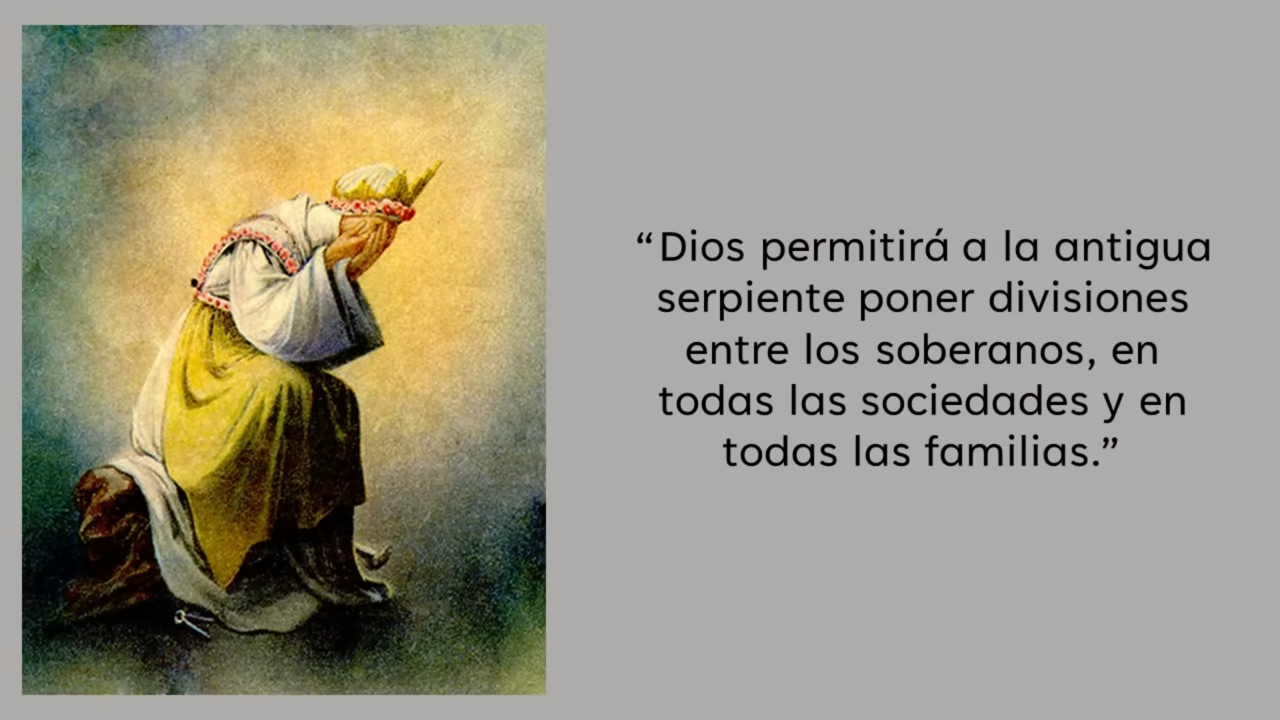 “Dios permitirá a la antigua
serpiente poner divisiones
entre los soberanos, en
todas las sociedades y en
todas las familias.”